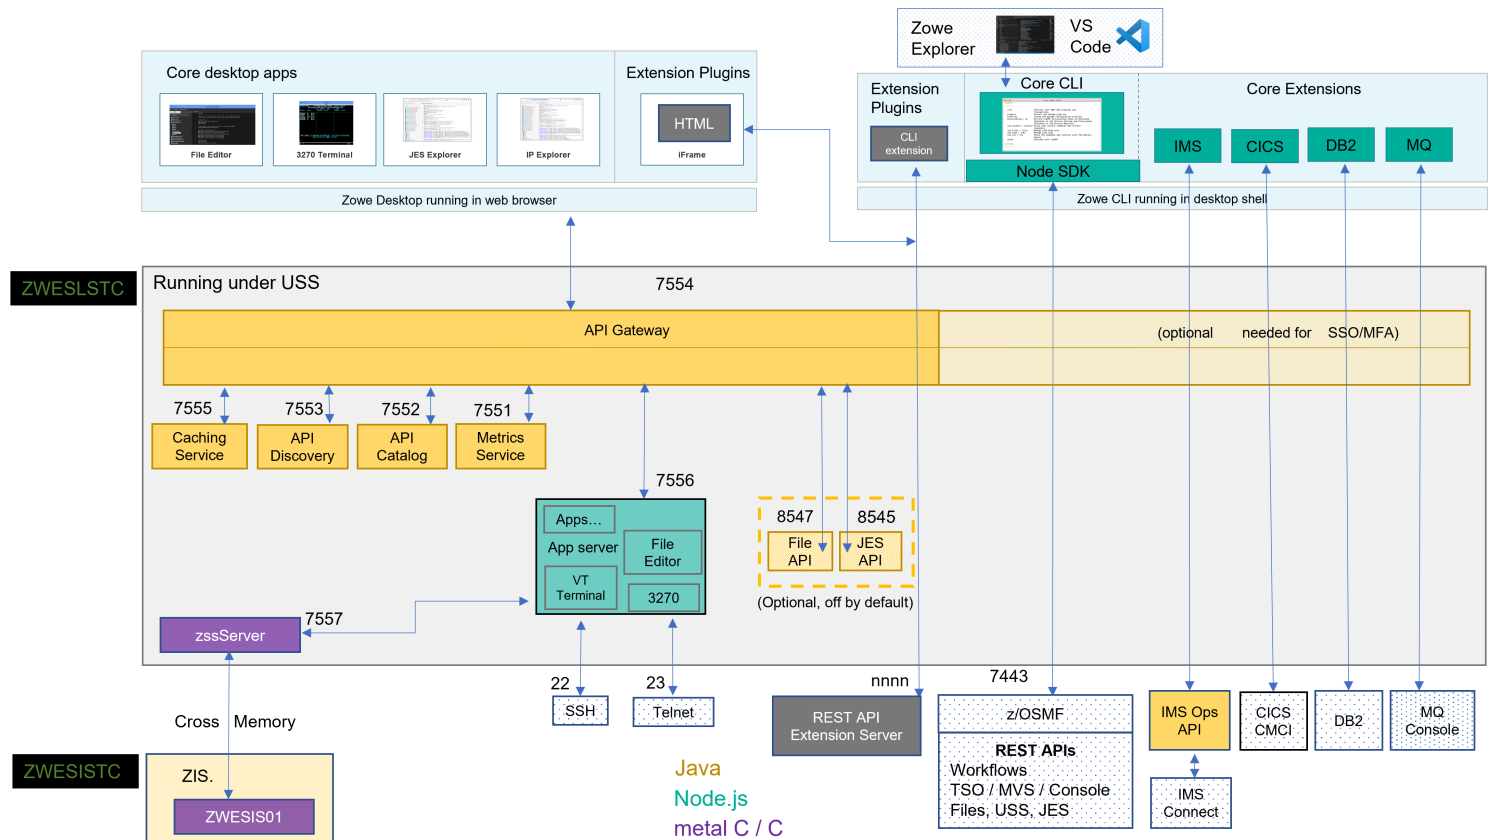 Zowe
Explorer
VS
Code
Core desktop apps
Extension Plugins
File Editor
3270 Terminal
JES Explorer
IP Explorer
HTML
iFrame
Zowe Desktop running in web browser
Extension
Plugins
CLI
extension
Core CLI
Node SDK
Core Extensions
IMS
CICS
DB2
MQ
Zowe CLI running in desktop shell
ZWESLSTC
Running under USS
7554
API Gateway
(optional needed for SSO/MFA)
7555
7553
7552
7551
Caching
Service
API
Discovery
API
Catalog
Metrics
Service
7556
Apps...
App server
File
Editor
VT
Terminal
3270
8547
8545
File
API
JES
API
(Optional, off by default)
zssServer
7557
22
SSH
23
Telnet
nnnn
REST API
Extension Server
7443
z/OSMF
REST APIs
Workflows
TSO / MVS / Console
Files, USS, JES
IMS Ops
API
IMS
Connect
CICS
CMCI
DB2
MQ
Console
Cross Memory
ZWESISTC
ZIS.
ZWESIS01
Java
Node.js
metal C / C